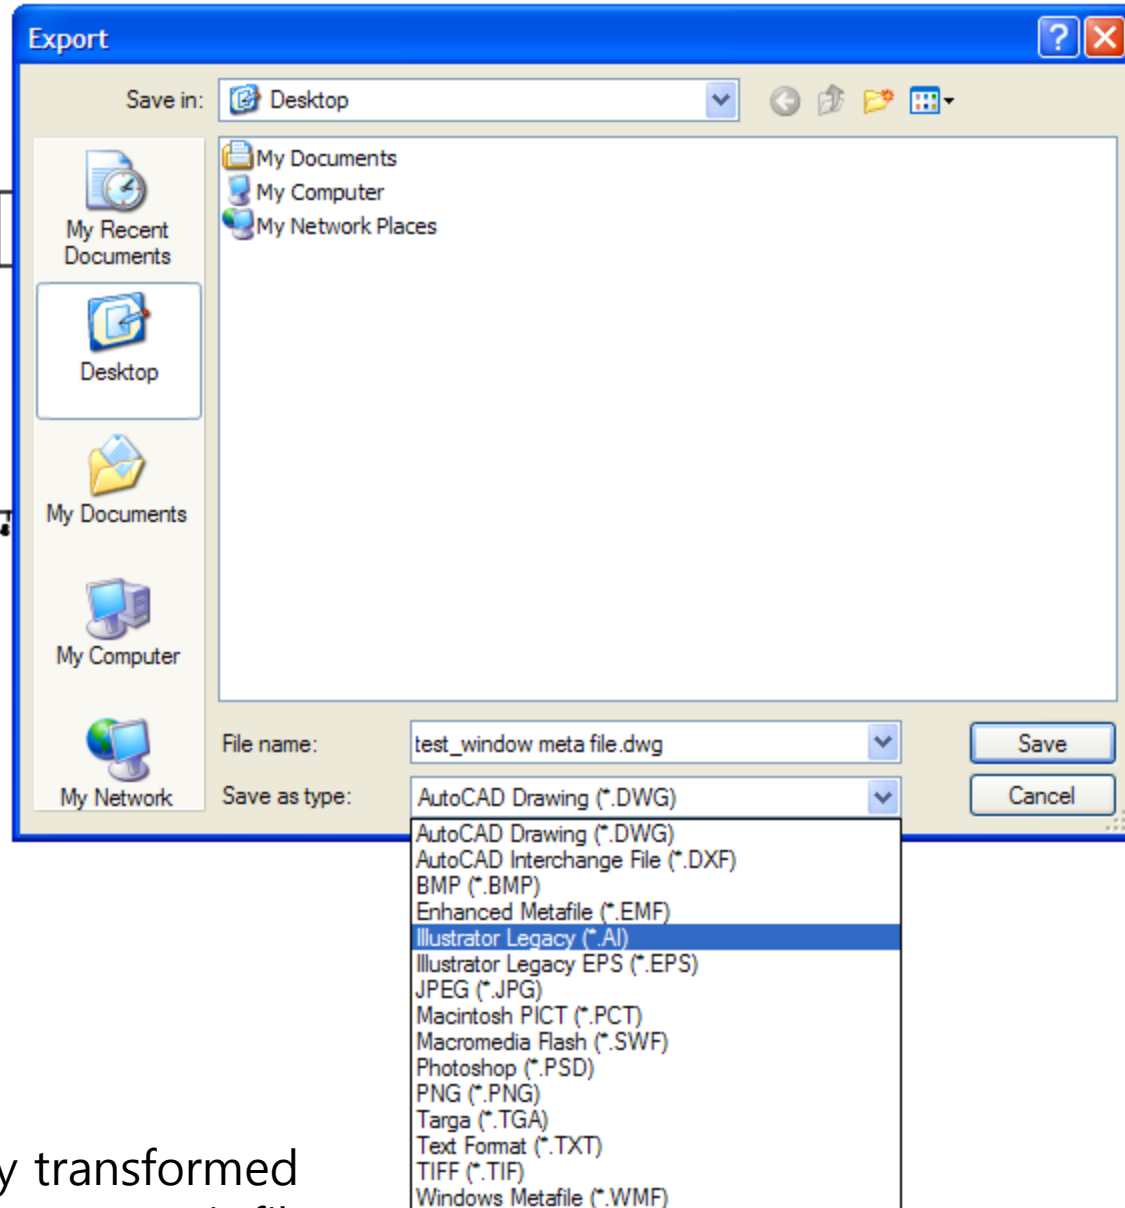 Export
Save in:
Desktop
My Documents
My Computer
My Network Places
My Recent
Documents
Desktop
My Documents
My Computer
My Network
File name:
test_window meta file.dwg
Save
Save as type:
AutoCAD Drawing (*.DWG)
Cancel
AutoCAD Drawing (*.DWG)
AutoCAD Interchange File (*.DXF)
BMP (*.BMP)
Enhanced Metafile (*.EMF)
Illustrator Legacy (*.AI)
Illustrator Legacy EPS (*.EPS)
JPEG (*.JPG)
Macintosh PICT (*.PCT)
Macromedia Flash (*.SWF)
Photoshop (*.PSD)
PNG (*.PNG)
Targa (*.TGA)
Text Format (*.TXT)
TIFF (*.TIF)
Windows Metafile (*.WMF)
y transformed